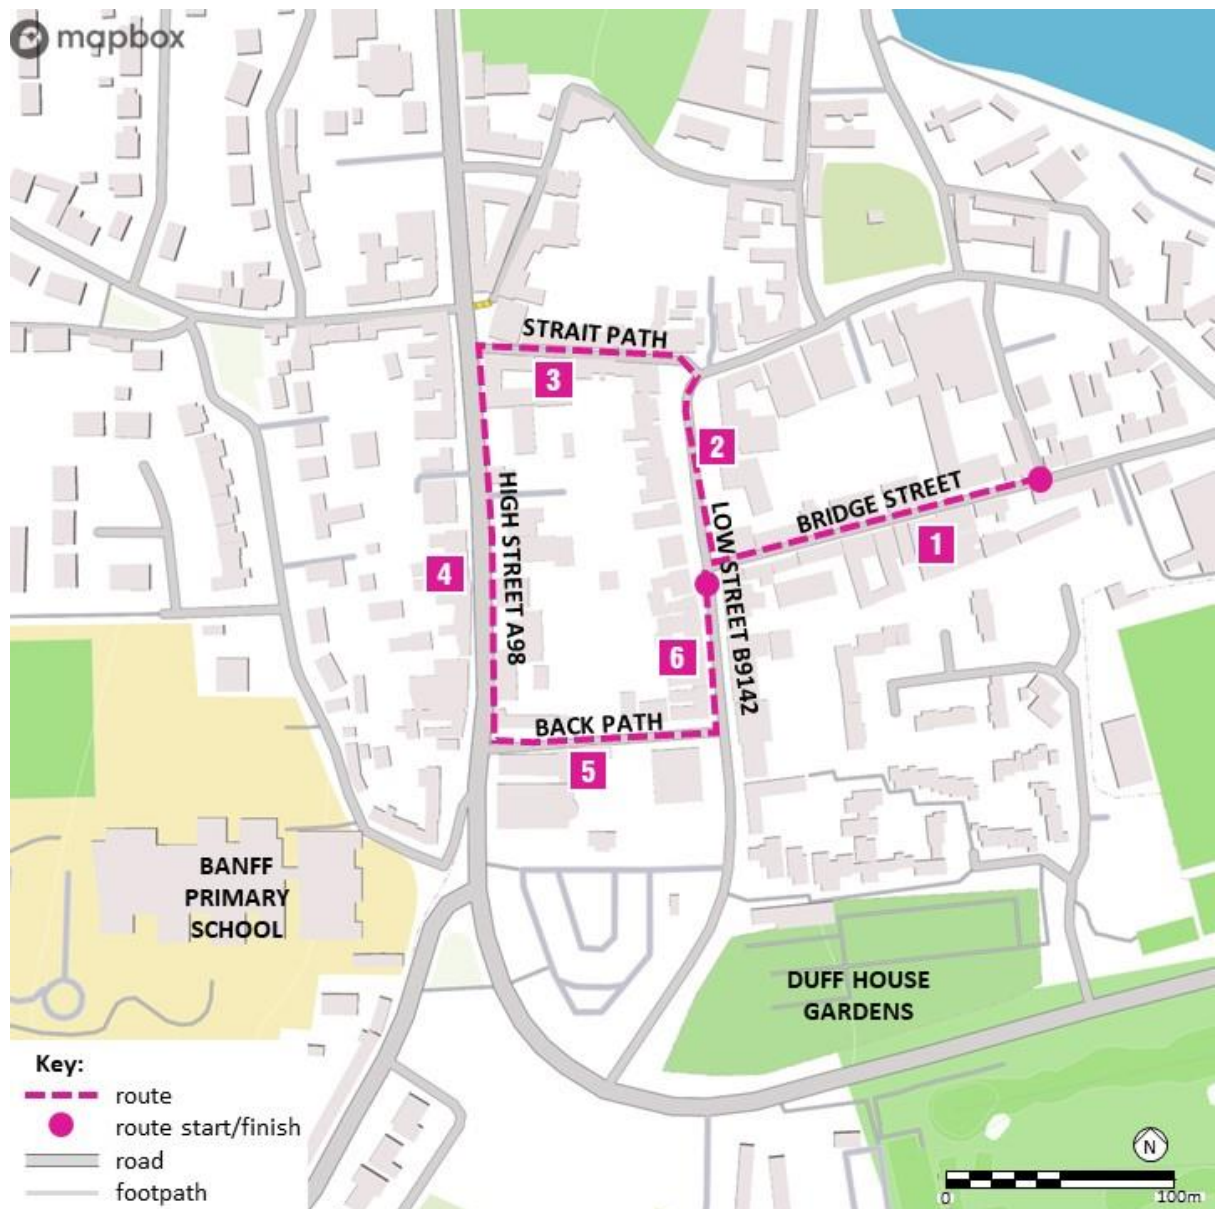 mapbox
STRAIT PATH
3
2
HIGH STREET A98
LOW STREET B9142
BRIDGE STREET
1
4
6
BACK PATH
5
BANFF
PRIMARY
SCHOOL
DUFF HOUSE
GARDENS
Key:
route
route start/finish
road
footpath
N
0
100m